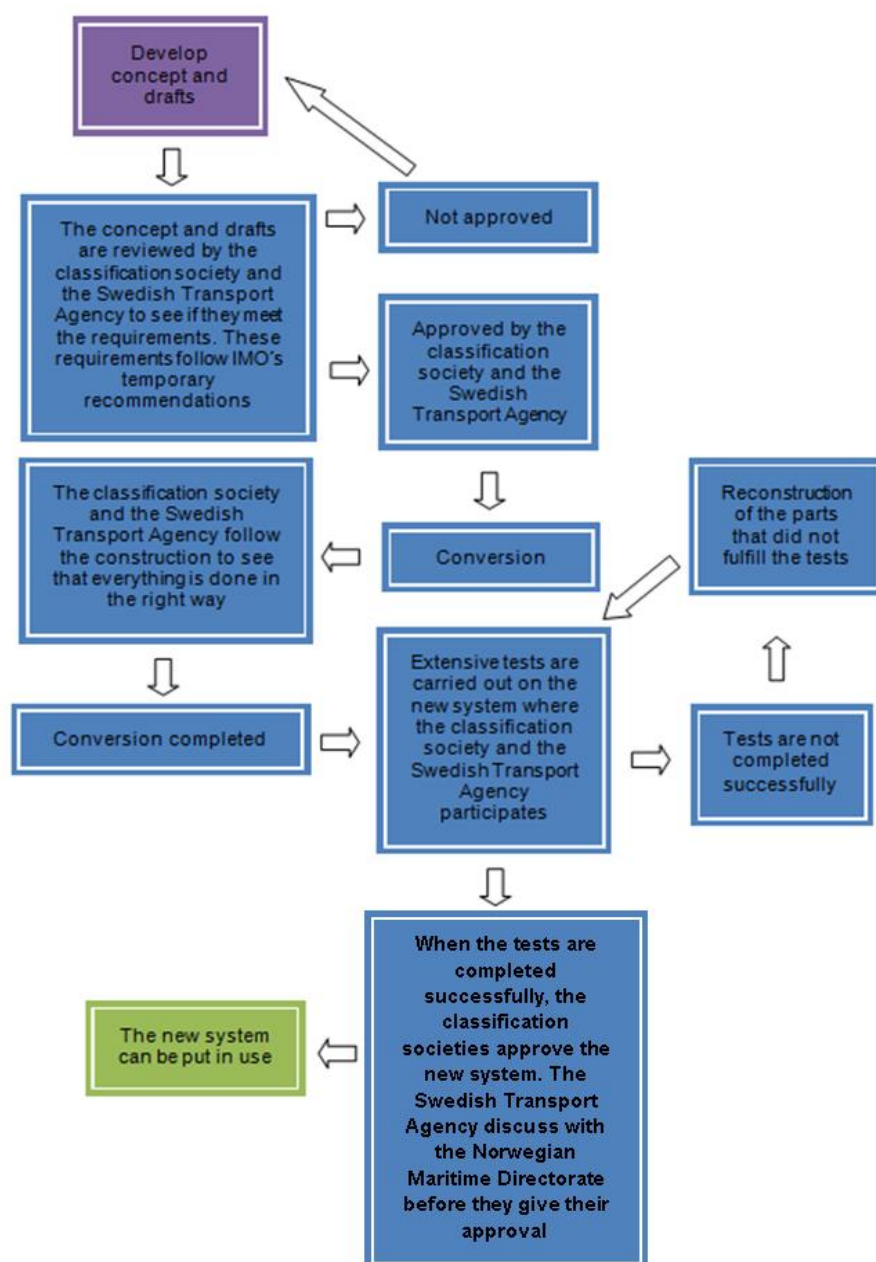 Develop
concept and
drafts
The concept and drafts
are reviewed by the
classification society and
the Swedish Transport
Agency to see if they meet
the requirements. These
requirements follow IMO's
temporary
recommendations
Not approved
Approved by the
classification
society and the
Swedish
Transport Agency
Conversion
The classification society
and the Swedish
Transport Agency follow
the construction to see
that everything is done in
the right way
Conversion completed
Extensive tests are
carried out on the
new system where
the classification
society and the
Swedish Transport
Agency
participates
Tests are not
completed
successfully
Reconstruction
of the parts
that did not
fulfill the tests
When the tests are
completed
successfully, the
classification
societies approve the
new system. The
Swedish Transport
Agency discuss with
the Norwegian
Maritime Directorate
before they give their
approval
The new system
can be put in use